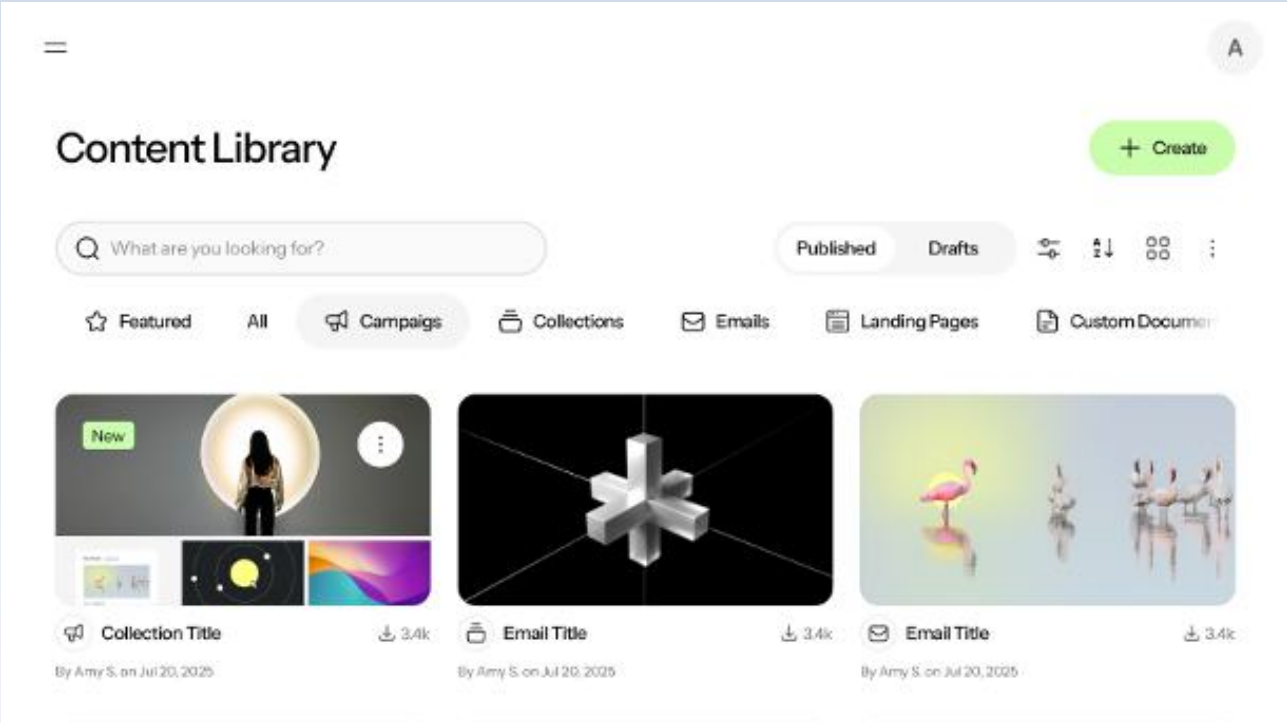 A
Content Library
+ Create
What are you looking for?
Published
Drafts
Featured
All
Campaigs
Collections
Emails
Landing Pages
Custom Documen
New
Collection Title
3.4k
Email Title
3.4k
Email Title
3.4k
By Amy S. on Jul 20, 2025
By Amy S. on Jul 20, 2025
By Amy S. on Jul 20, 2025